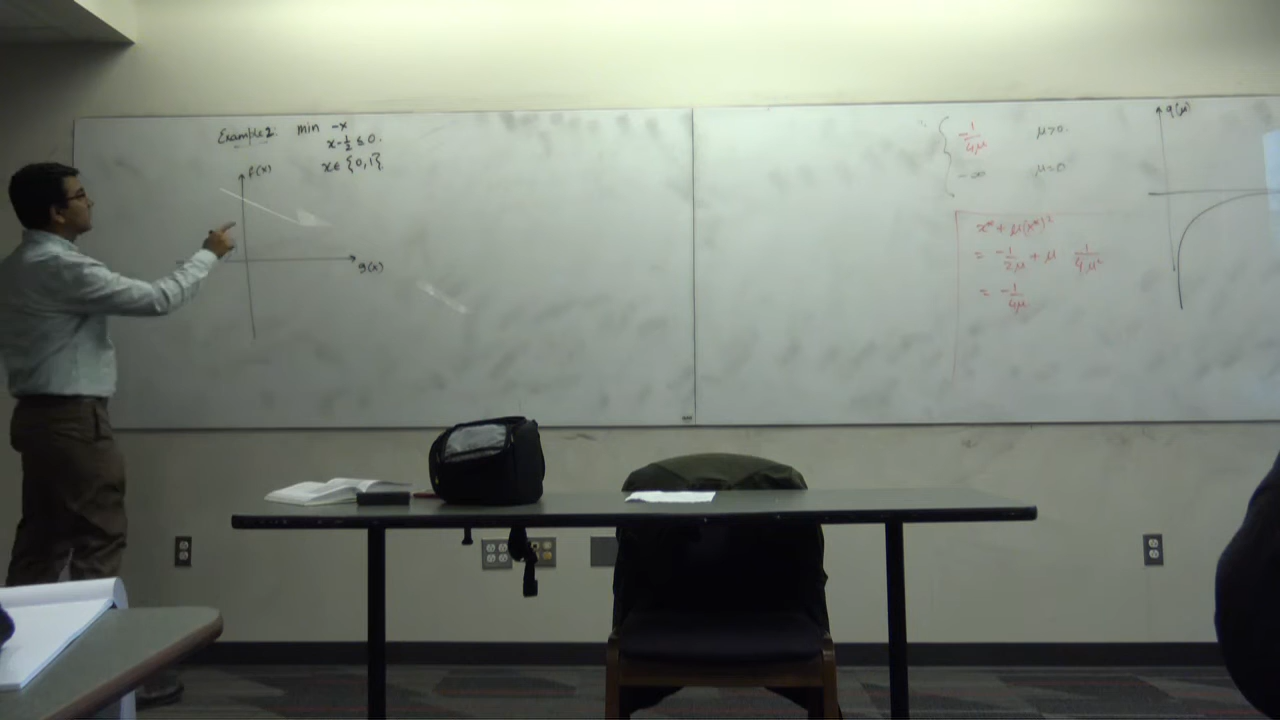 Example 2: min -x
x - 1/2 ≤ 0.
x ∈ {0,1}.
f(x)
g(x)
-1/4μ μ>0.
-∞ μ=0
x* + μ(x*)²
= -1/2μ + μ 1/4μ²
= -1/4μ
q(μ)